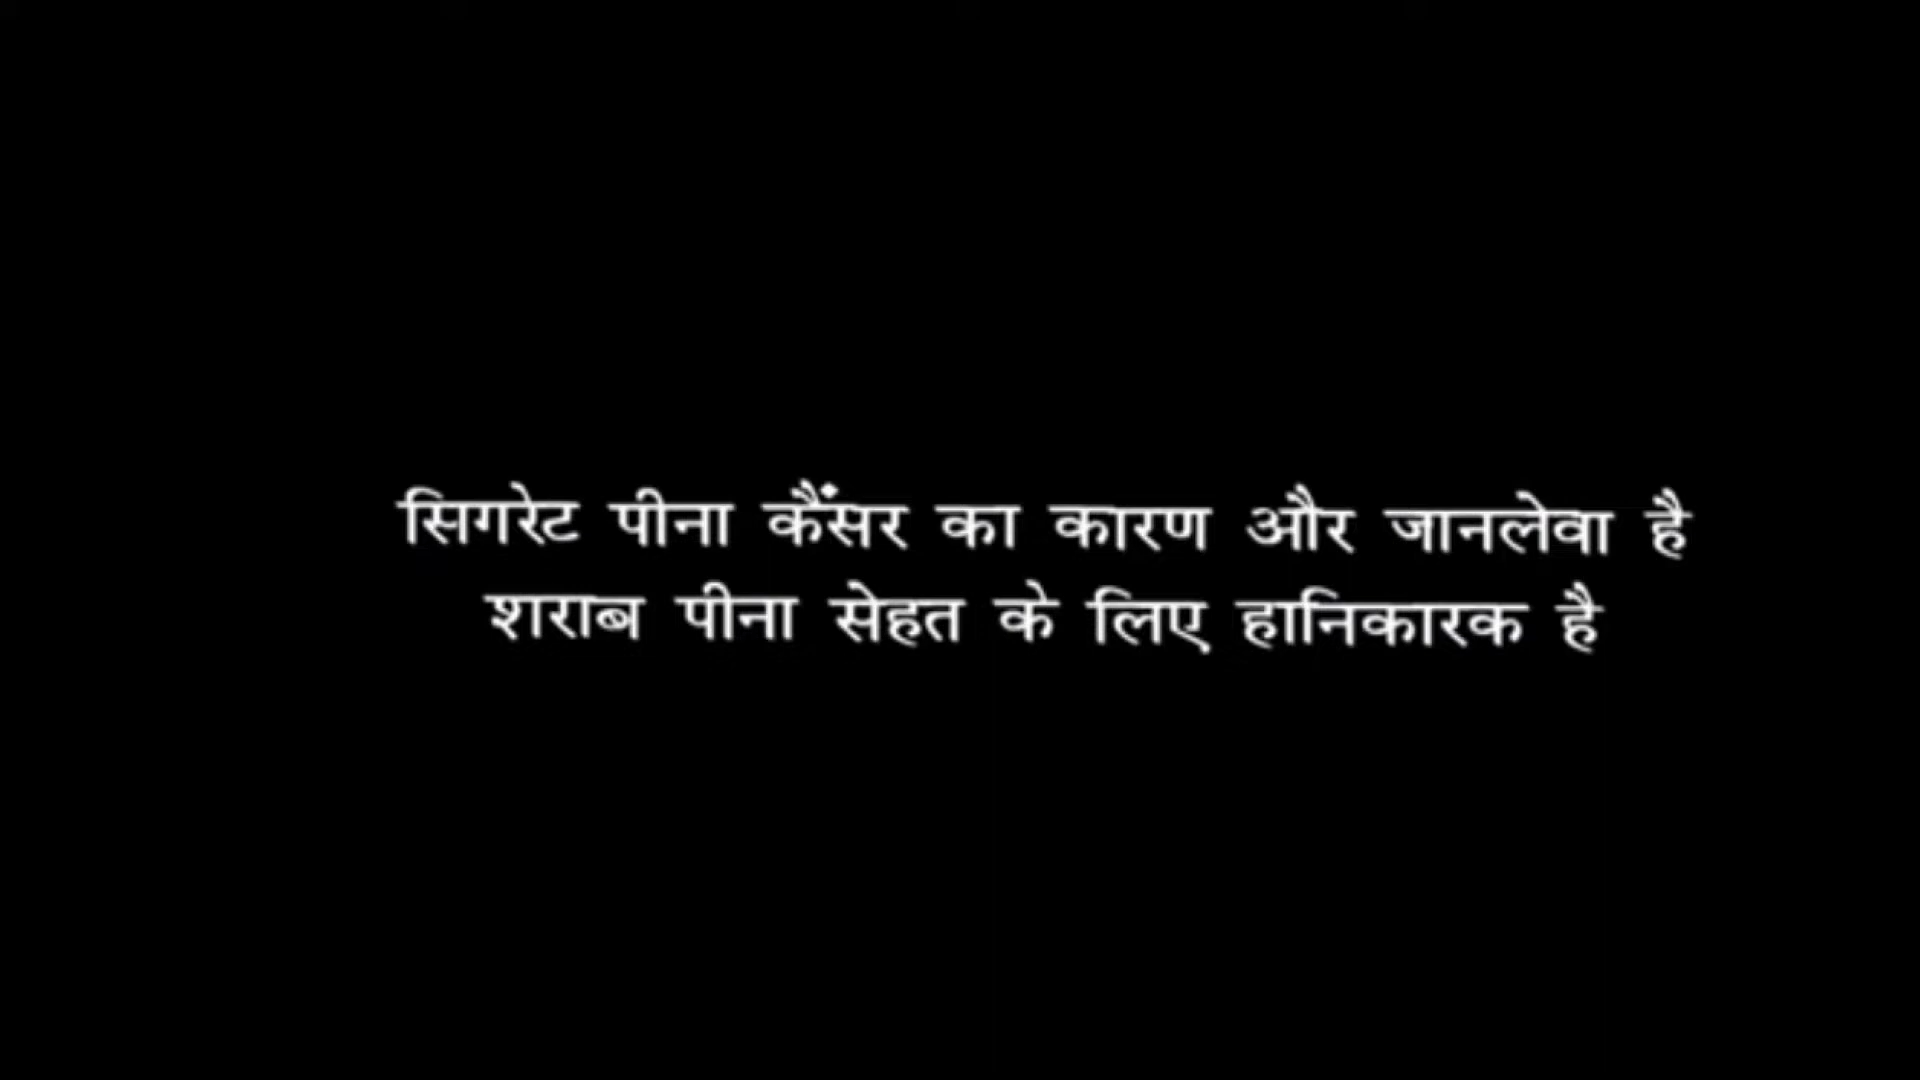 सिगरेट पीना कैंसर का कारण और जानलेवा है
शराब पीना सेहत के लिए हानिकारक है